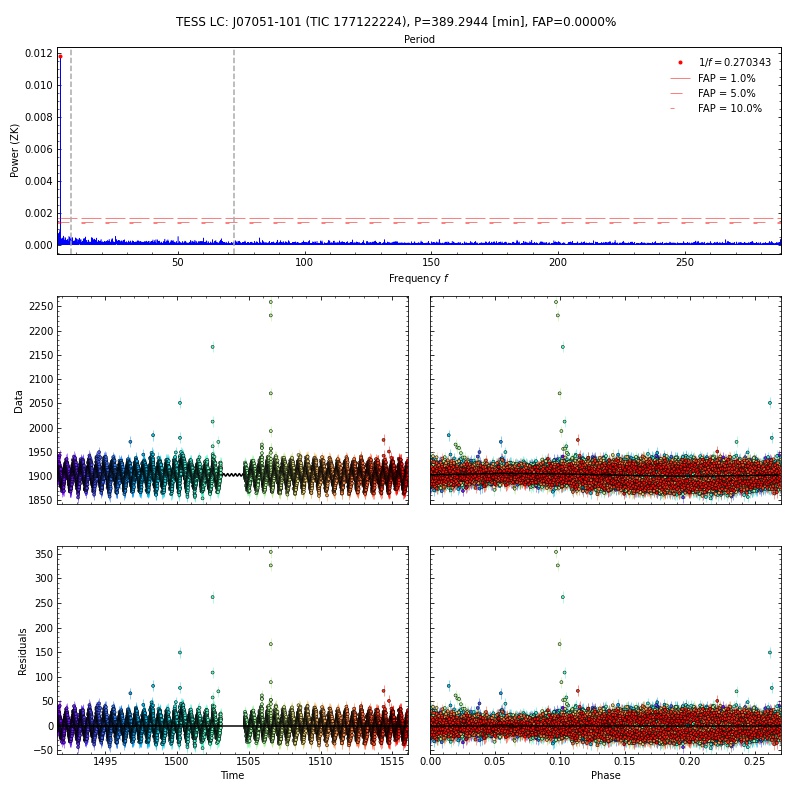 TESS LC: J07051-101 (TIC 177122224), P=389.2944 [min], FAP=0.0000%
Period
0.012
0.010
0.008
0.006
0.004
0.002
0.000
Power (ZK)
1/f = 0.270343
FAP = 1.0%
FAP = 5.0%
FAP = 10.0%
50 100 150 200 250
Frequency f
2250
2200
2150
2100
2050
2000
1950
1900
1850
Data
350
300
250
200
150
100
50
0
−50
Residuals
1495 1500 1505 1510 1515
Time
0.00 0.05 0.10 0.15 0.20 0.25
Phase